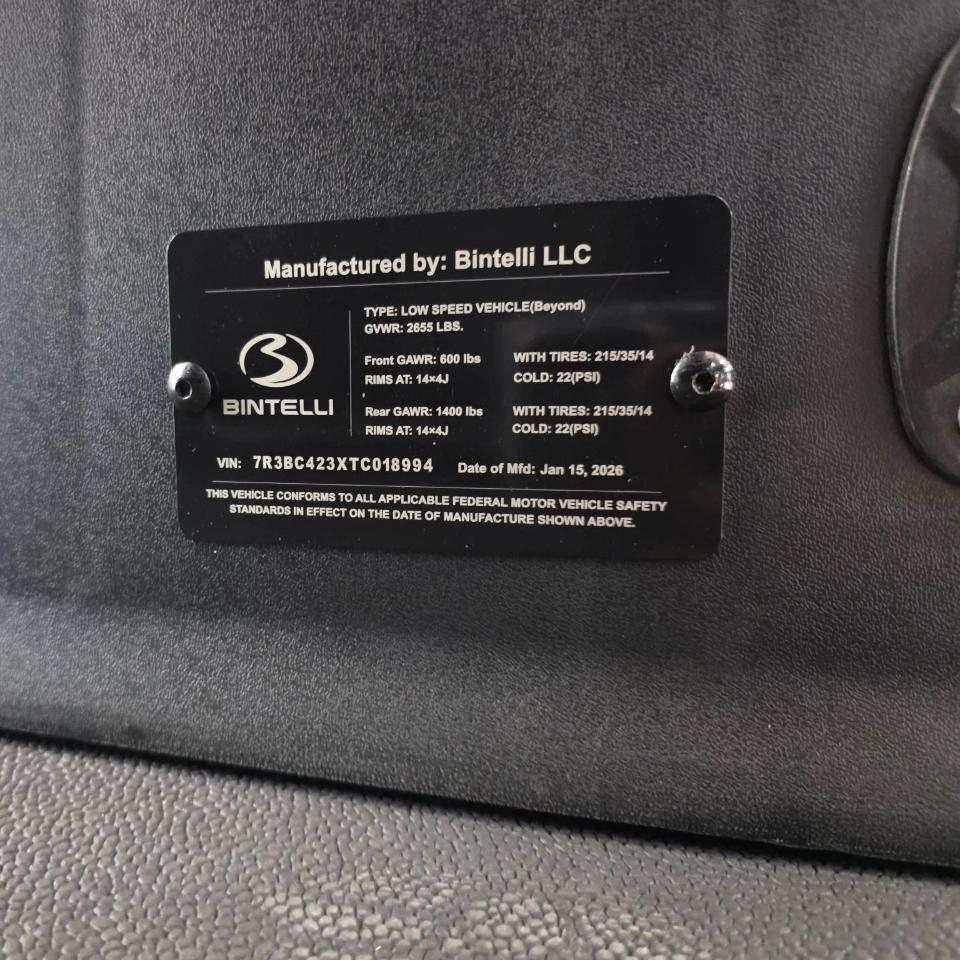 Manufactured by: Bintelli LLC
TYPE: LOW SPEED VEHICLE(Beyond)
GVWR: 2655 LBS.
Front GAWR: 600 lbs WITH TIRES: 215/35/14
RIMS AT: 14×4J COLD: 22(PSI)
BINTELLI
Rear GAWR: 1400 lbs WITH TIRES: 215/35/14
RIMS AT: 14×4J COLD: 22(PSI)
VIN: 7R3BC423XTC018994 Date of Mfd: Jan 15, 2026
THIS VEHICLE CONFORMS TO ALL APPLICABLE FEDERAL MOTOR VEHICLE SAFETY
STANDARDS IN EFFECT ON THE DATE OF MANUFACTURE SHOWN ABOVE.